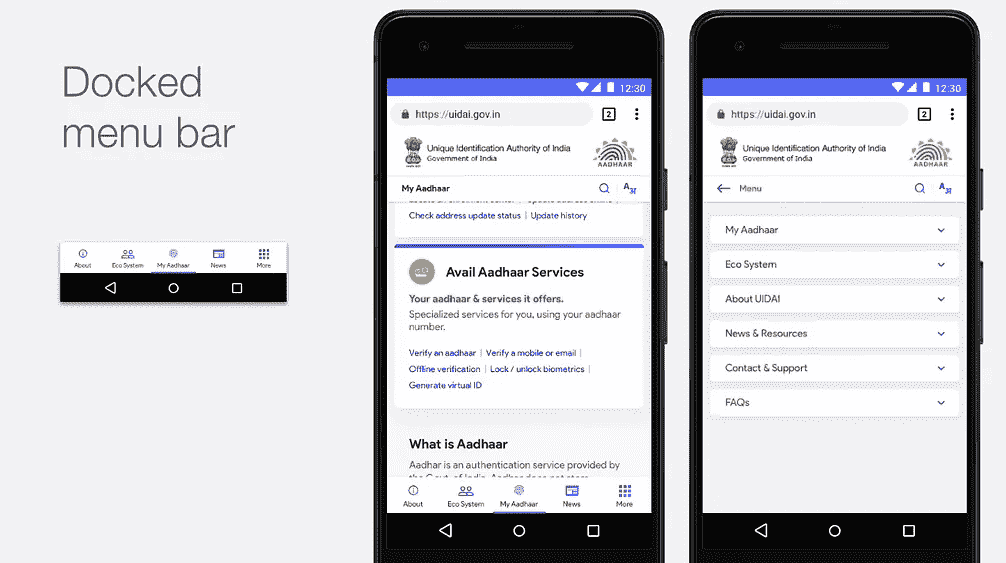 Docked
menu bar
About
Eco System
My Aadhaar
News
More
12:30
https://uidai.gov.in
2
Unique Identification Authority of India
Government of India
AADHAAR
My Aadhaar
Check address update status | Update history
Avail Aadhaar Services
Your aadhaar & services it offers.
Specialized services for you, using your aadhaar
number.
Verify an aadhaar | Verify a mobile or email |
Offline verification | Lock / unlock biometrics |
Generate virtual ID
What is Aadhaar
Aadhar is an authentication service provided by
About
Eco System
My Aadhaar
News
More
12:30
https://uidai.gov.in
2
Unique Identification Authority of India
Government of India
AADHAAR
Menu
My Aadhaar
Eco System
About UIDAI
News & Resources
Contact & Support
FAQs